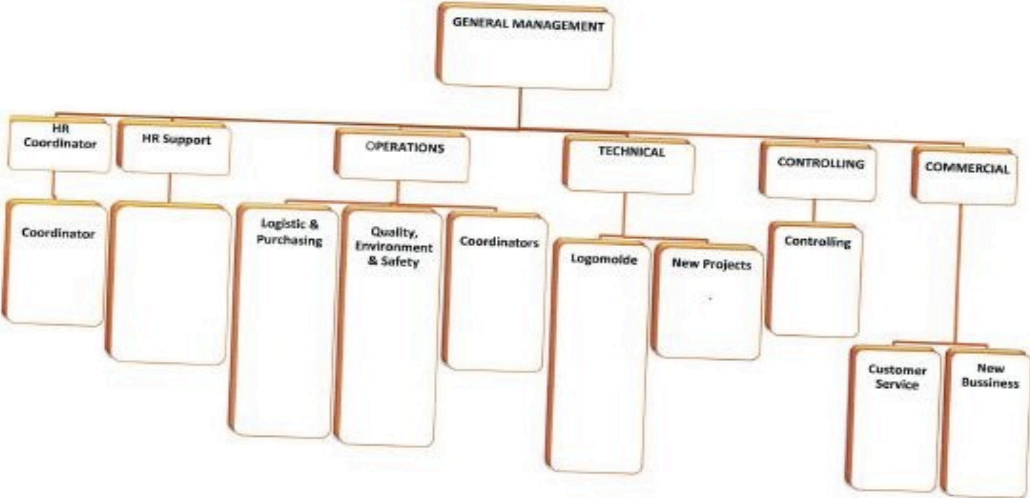 GENERAL MANAGEMENT
HR
Coordinator
HR Support
OPERATIONS
TECHNICAL
CONTROLLING
COMMERCIAL
Coordinator
Logistic &
Purchasing
Quality,
Environment
& Safety
Coordinators
Logomolde
New Projects
Controlling
Customer
Service
New
Bussiness